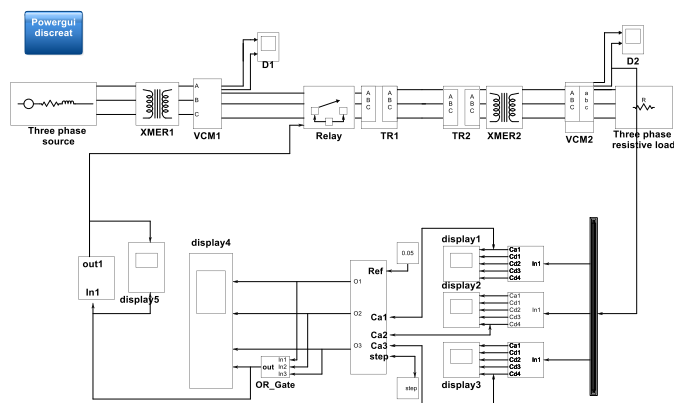 Powergui
discreat
D1
D2
A
B
C
A
B
C
A
B
C
A
B
C
A
B
C
A
B
C
a
b
c
R
Three phase
source
XMER1
VCM1
Relay
TR1
TR2
XMER2
VCM2
Three phase
resistive load
out1
In1
display5
display4
OR_Gate
out
In1
In2
In3
O1
O2
O3
Ref
Ca1
Ca2
Ca3
step
0.05
step
display1
Ca1
Cd1
Cd2
Cd3
Cd4
In1
display2
Ca1
Cd1
Cd2
Cd3
Cd4
In1
display3
Ca1
Cd1
Cd2
Cd3
Cd4
In1